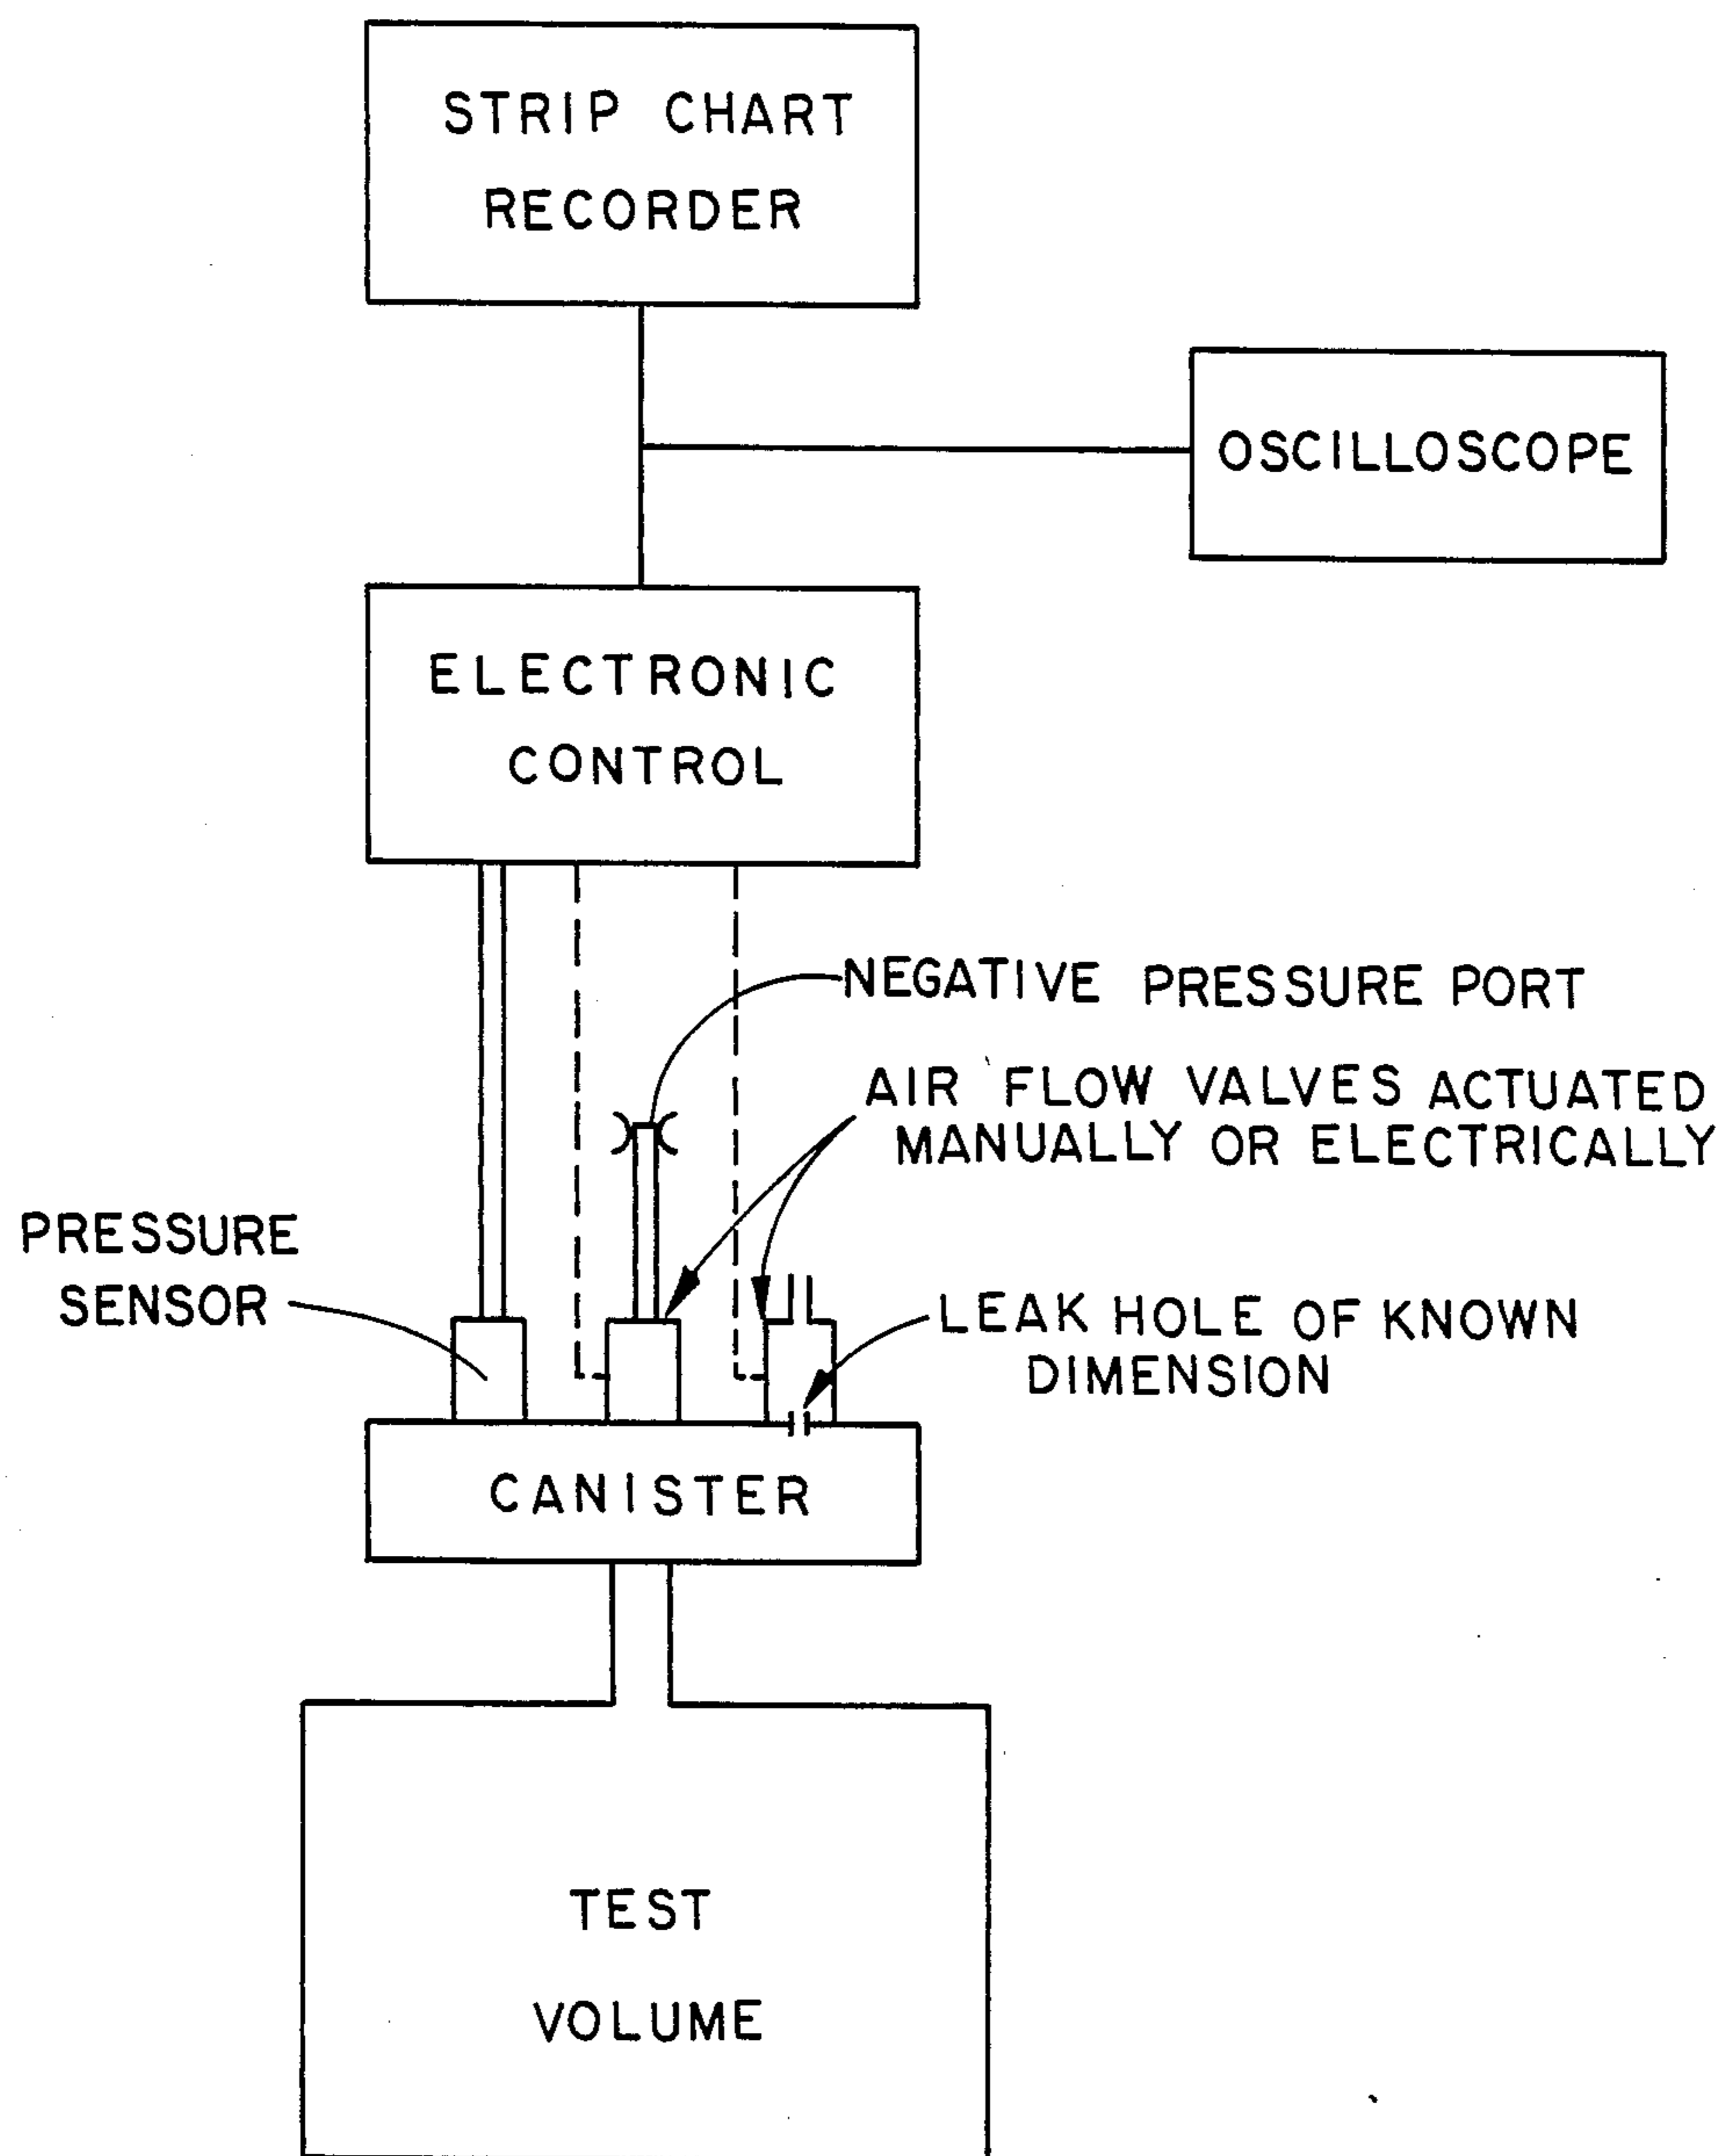 STRIP CHART
RECORDER
OSCILLOSCOPE
ELECTRONIC
CONTROL
NEGATIVE PRESSURE PORT
AIR FLOW VALVES ACTUATED
MANUALLY OR ELECTRICALLY
PRESSURE
SENSOR
LEAK HOLE OF KNOWN
DIMENSION
CANISTER
TEST
VOLUME